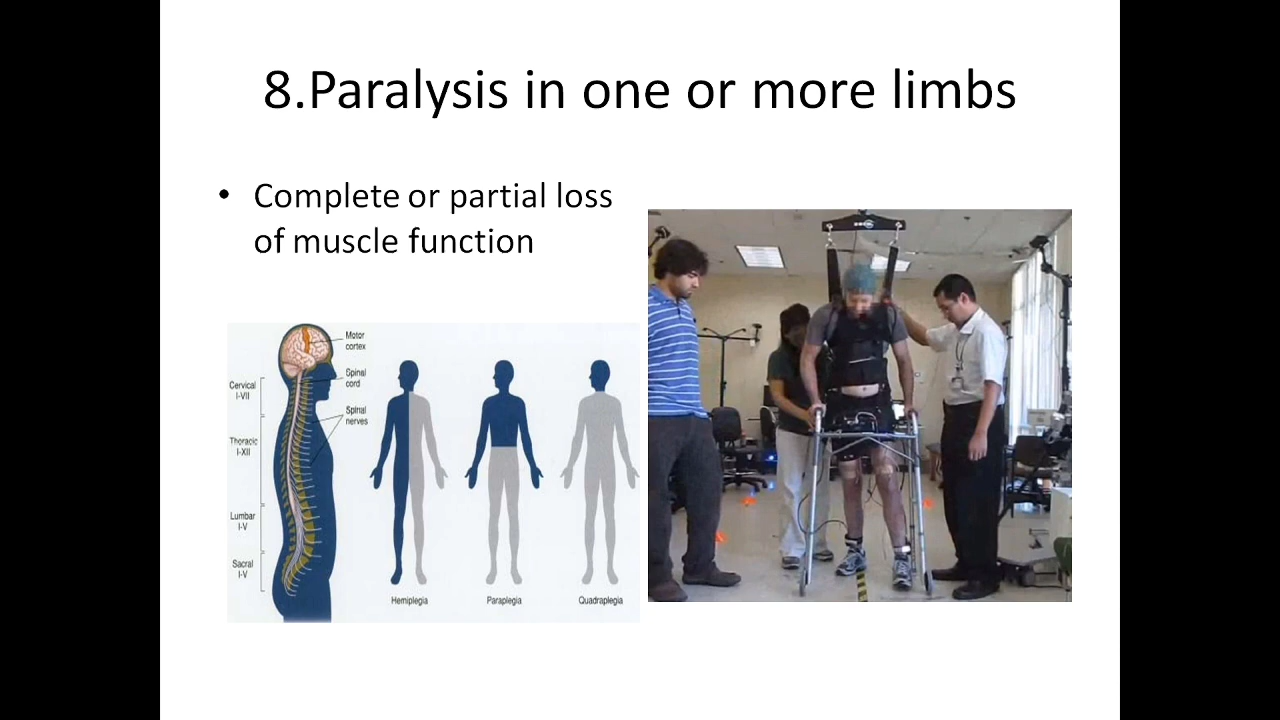 8.Paralysis in one or more limbs
• Complete or partial loss
of muscle function
Motor
cortex
Spinal
cord
Spinal
nerves
Cervical
I-VII
Thoracic
I-XII
Lumbar
I-V
Sacral
I-V
Hemiplegia
Paraplegia
Quadraplegia